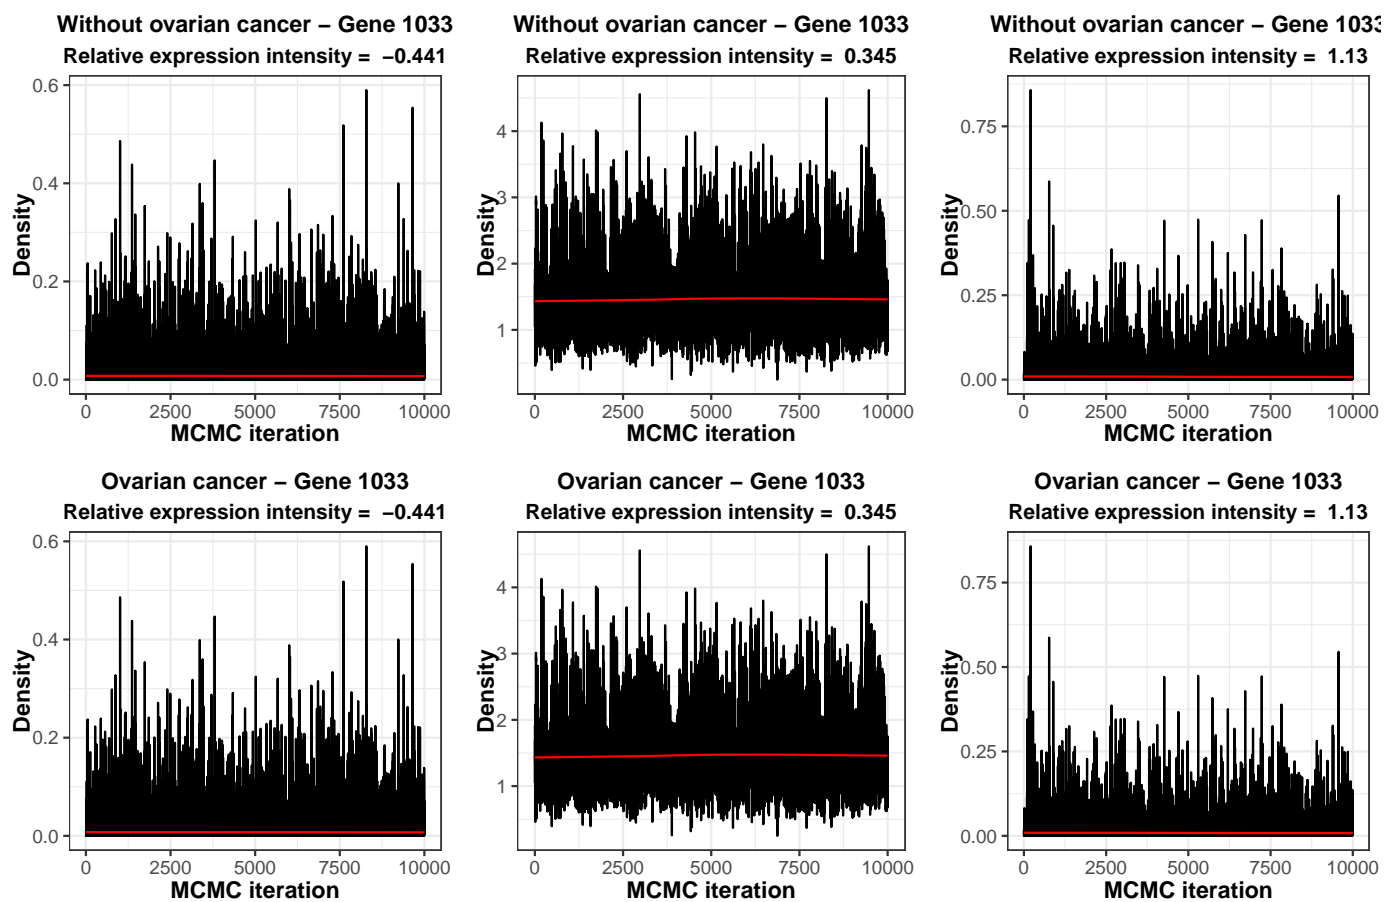 Without ovarian cancer – Gene 1033
Relative expression intensity = −0.441
Density
0.6
0.4
0.2
0.0
0 2500 5000 7500 10000
MCMC iteration
Without ovarian cancer – Gene 1033
Relative expression intensity = 0.345
Density
4
3
2
1
0 2500 5000 7500 10000
MCMC iteration
Without ovarian cancer – Gene 1033
Relative expression intensity = 1.13
Density
0.75
0.50
0.25
0.00
0 2500 5000 7500 10000
MCMC iteration
Ovarian cancer – Gene 1033
Relative expression intensity = −0.441
Density
0.6
0.4
0.2
0.0
0 2500 5000 7500 10000
MCMC iteration
Ovarian cancer – Gene 1033
Relative expression intensity = 0.345
Density
4
3
2
1
0 2500 5000 7500 10000
MCMC iteration
Ovarian cancer – Gene 1033
Relative expression intensity = 1.13
Density
0.75
0.50
0.25
0.00
0 2500 5000 7500 10000
MCMC iteration